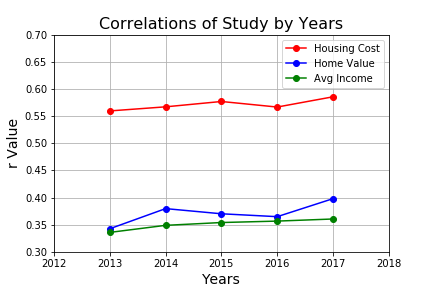 Correlations of Study by Years
Housing Cost
Home Value
Avg Income
r Value
0.70
0.65
0.60
0.55
0.50
0.45
0.40
0.35
0.30
2012 2013 2014 2015 2016 2017 2018
Years